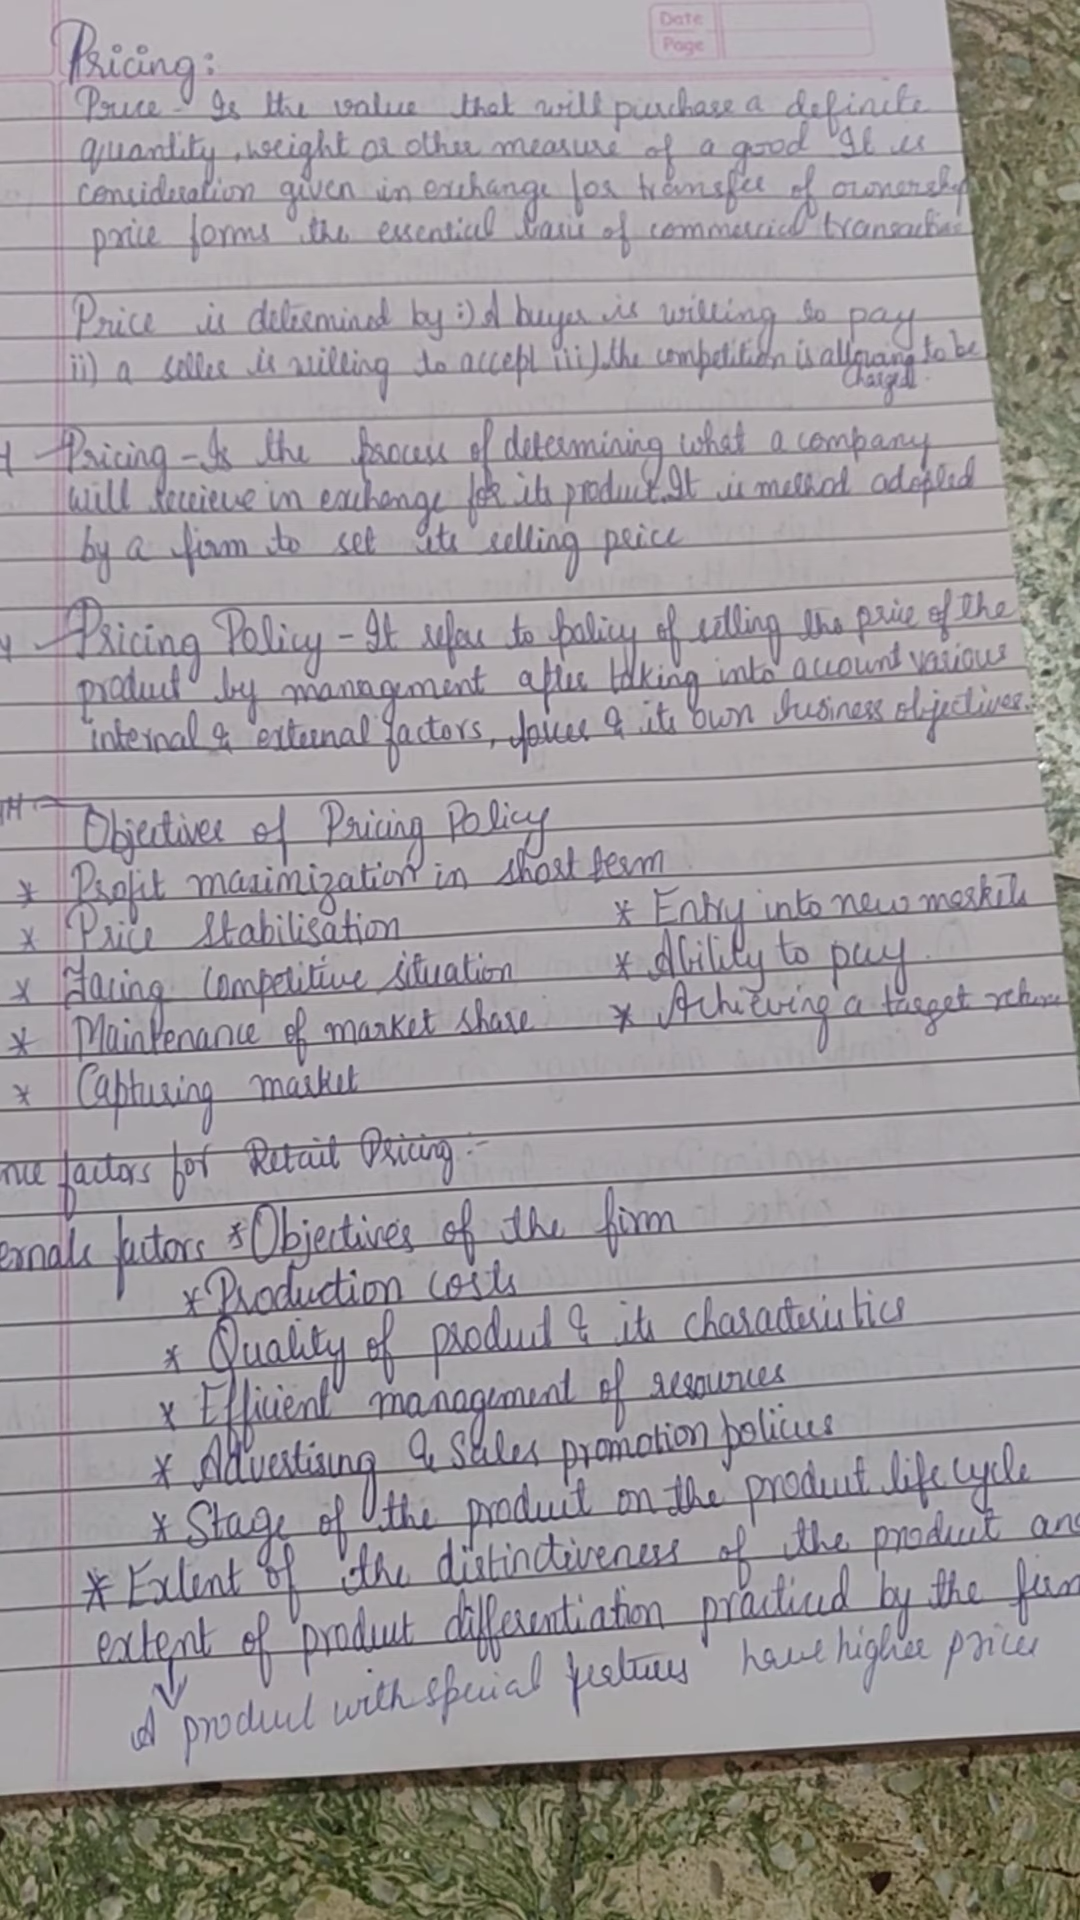 Date
Page
Pricing:
Price - Is the value that will purchase a definite
quantity, weight or other measure of a good It is
consideration given in exchange for transfer of ownership
price forms the essential basis of commercial transaction
Price is determined by :i) A buyer is willing to pay
ii) a seller is willing to accept iii) the competition is allowing to be
charged.
Pricing - Is the process of determining what a company
will recieve in exchange for its product. It is method adopted
by a firm to set its selling price
Pricing Policy - It refers to policy of setting the price of the
product by management after taking into account various
internal & external factors, forces & its own business objectives.
Objectives of Pricing Policy
* Profit maximization in short term
* Price Stabilisation * Entry into new markets
* Facing Competitive situation * Ability to pay.
* Maintenance of market share * Achieving a target return
* Capturing market
factors for Retail Pricing:-
factors * Objectives of the firm
* Production costs
* Quality of product & its characteristics
* Efficient management of resources
* Advertising & Sales promotion policies
* Stage of the product on the product life cycle
* Extent of the distinctiveness of the product and
extent of product differentiation practiced by the firm
A product with special features have higher prices